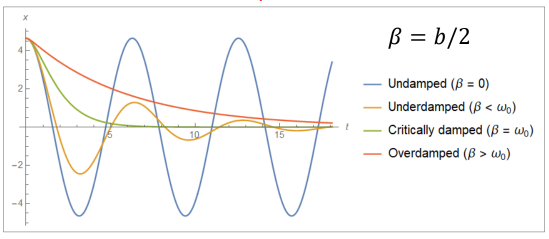 x
β = b/2
4
2
5
10
15
t
−2
−4
Undamped (β = 0)
Underdamped (β < ω₀)
Critically damped (β = ω₀)
Overdamped (β > ω₀)